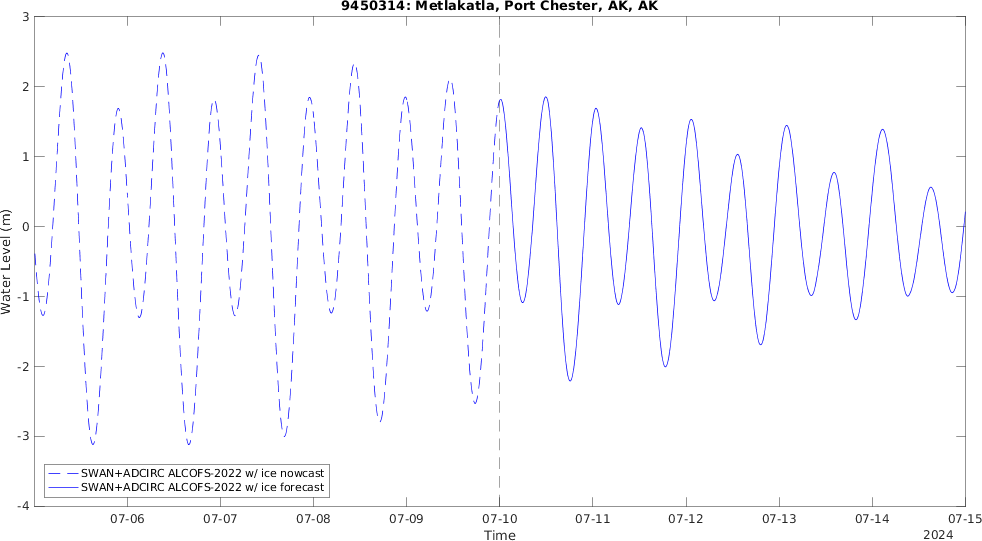 9450314: Metlakatla, Port Chester, AK, AK
3
2
1
0
-1
-2
-3
-4
Water Level (m)
SWAN+ADCIRC ALCOFS-2022 w/ ice nowcast
SWAN+ADCIRC ALCOFS-2022 w/ ice forecast
07-06 07-07 07-08 07-09 07-10 07-11 07-12 07-13 07-14 07-15
Time
2024